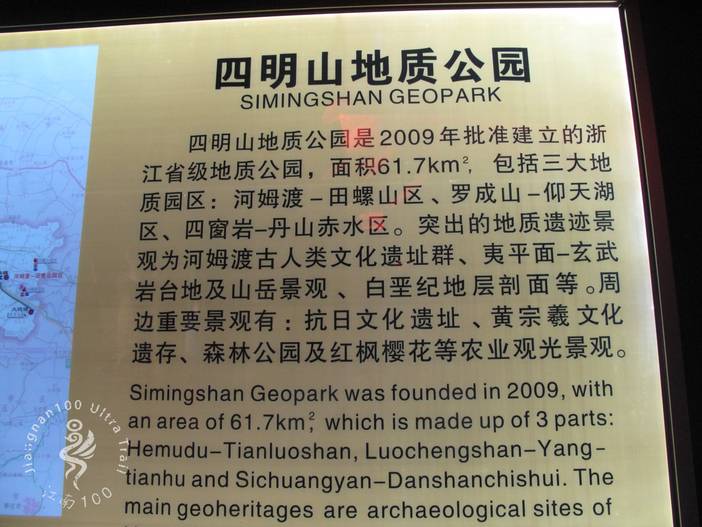 四明山地质公园
SIMINGSHAN GEOPARK
四明山地质公园是2009年批准建立的浙
江省级地质公园，面积61.7km²，包括三大地
质园区：河姆渡－田螺山区、罗成山－仰天湖
区、四窗岩－丹山赤水区。突出的地质遗迹景
观为河姆渡古人类文化遗址群、夷平面－玄武
岩台地及山岳景观、白垩纪地层剖面等。周
边重要景观有：抗日文化遗址、黄宗羲文化
遗存、森林公园及红枫樱花等农业观光景观。
Simingshan Geopark was founded in 2009, with
an area of 61.7km², which is made up of 3 parts:
Hemudu-Tianluoshan, Luochengshan-Yang-
tianhu and Sichuangyan-Danshanchishui. The
main geoheritages are archaeological sites of
Jiangnan100 Ultra Trail
江南100